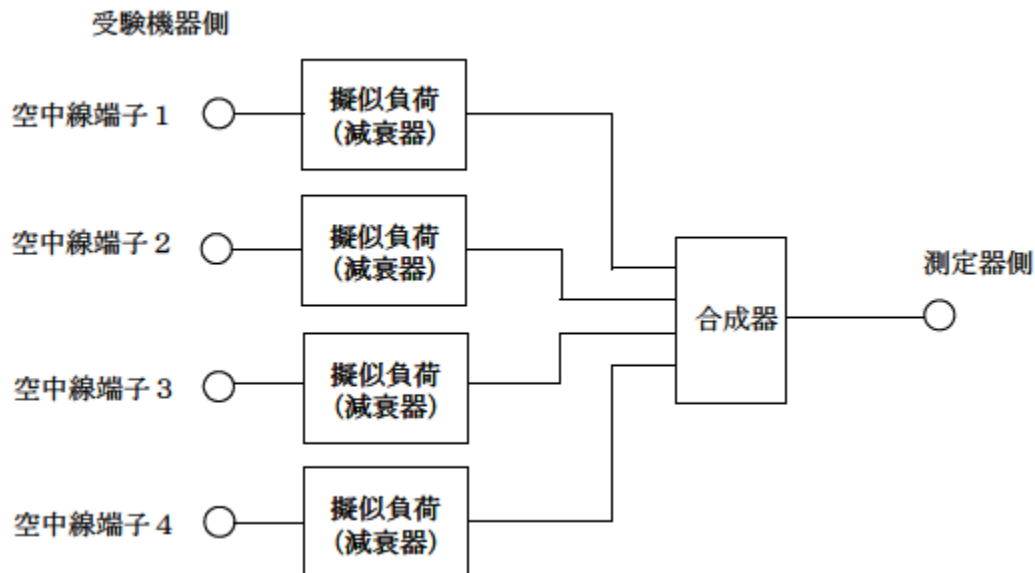 受験機器側
空中線端子１
擬似負荷
(減衰器)
空中線端子２
擬似負荷
(減衰器)
合成器
測定器側
空中線端子３
擬似負荷
(減衰器)
空中線端子４
擬似負荷
(減衰器)